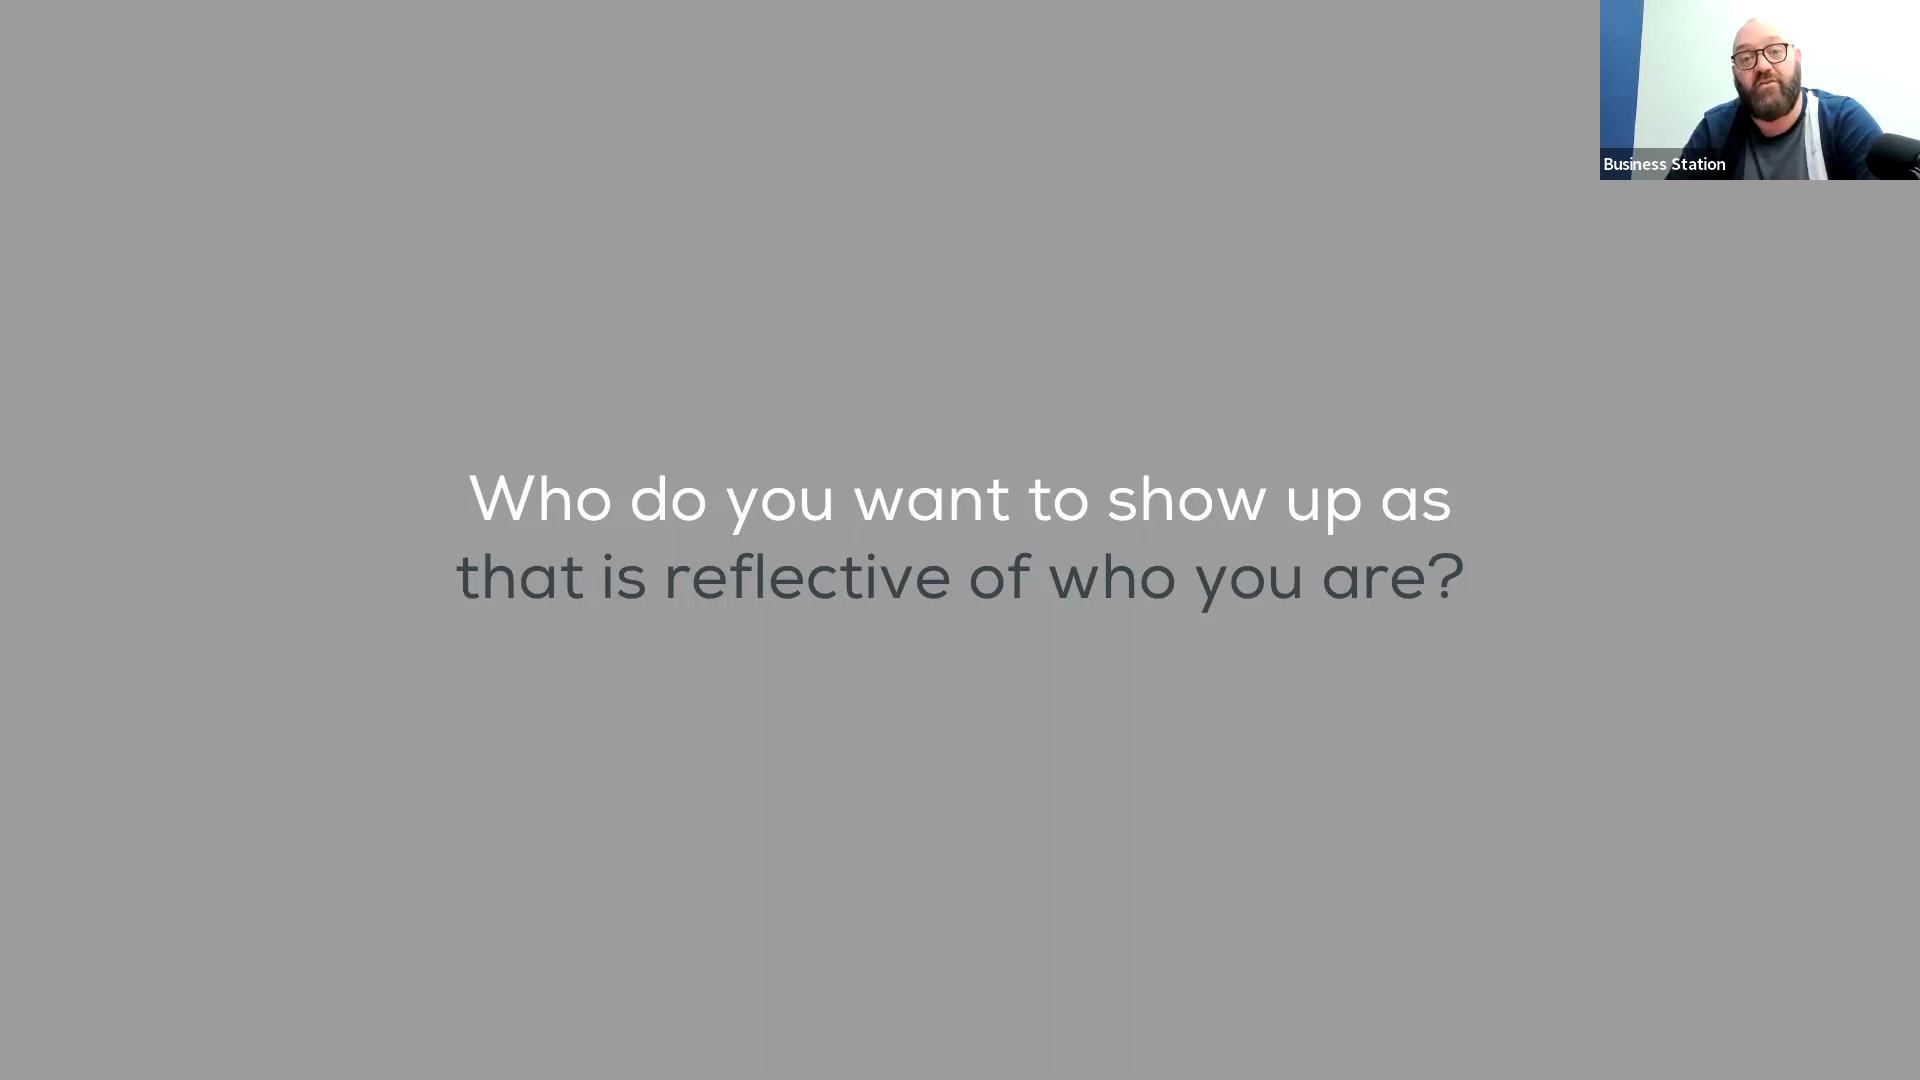 Business Station
Who do you want to show up as
that is reflective of who you are?